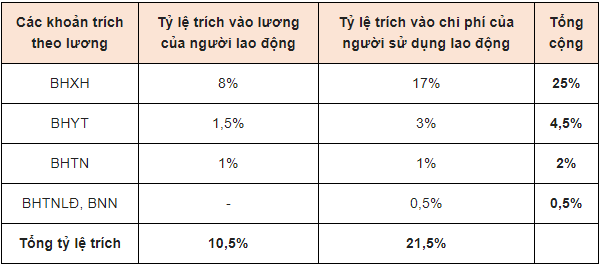 Các khoản trích theo lương
Tỷ lệ trích vào lương của người lao động
Tỷ lệ trích vào chi phí của người sử dụng lao động
Tổng cộng
BHXH 8% 17% 25%
BHYT 1,5% 3% 4,5%
BHTN 1% 1% 2%
BHTNLĐ, BNN - 0,5% 0,5%
Tổng tỷ lệ trích 10,5% 21,5%